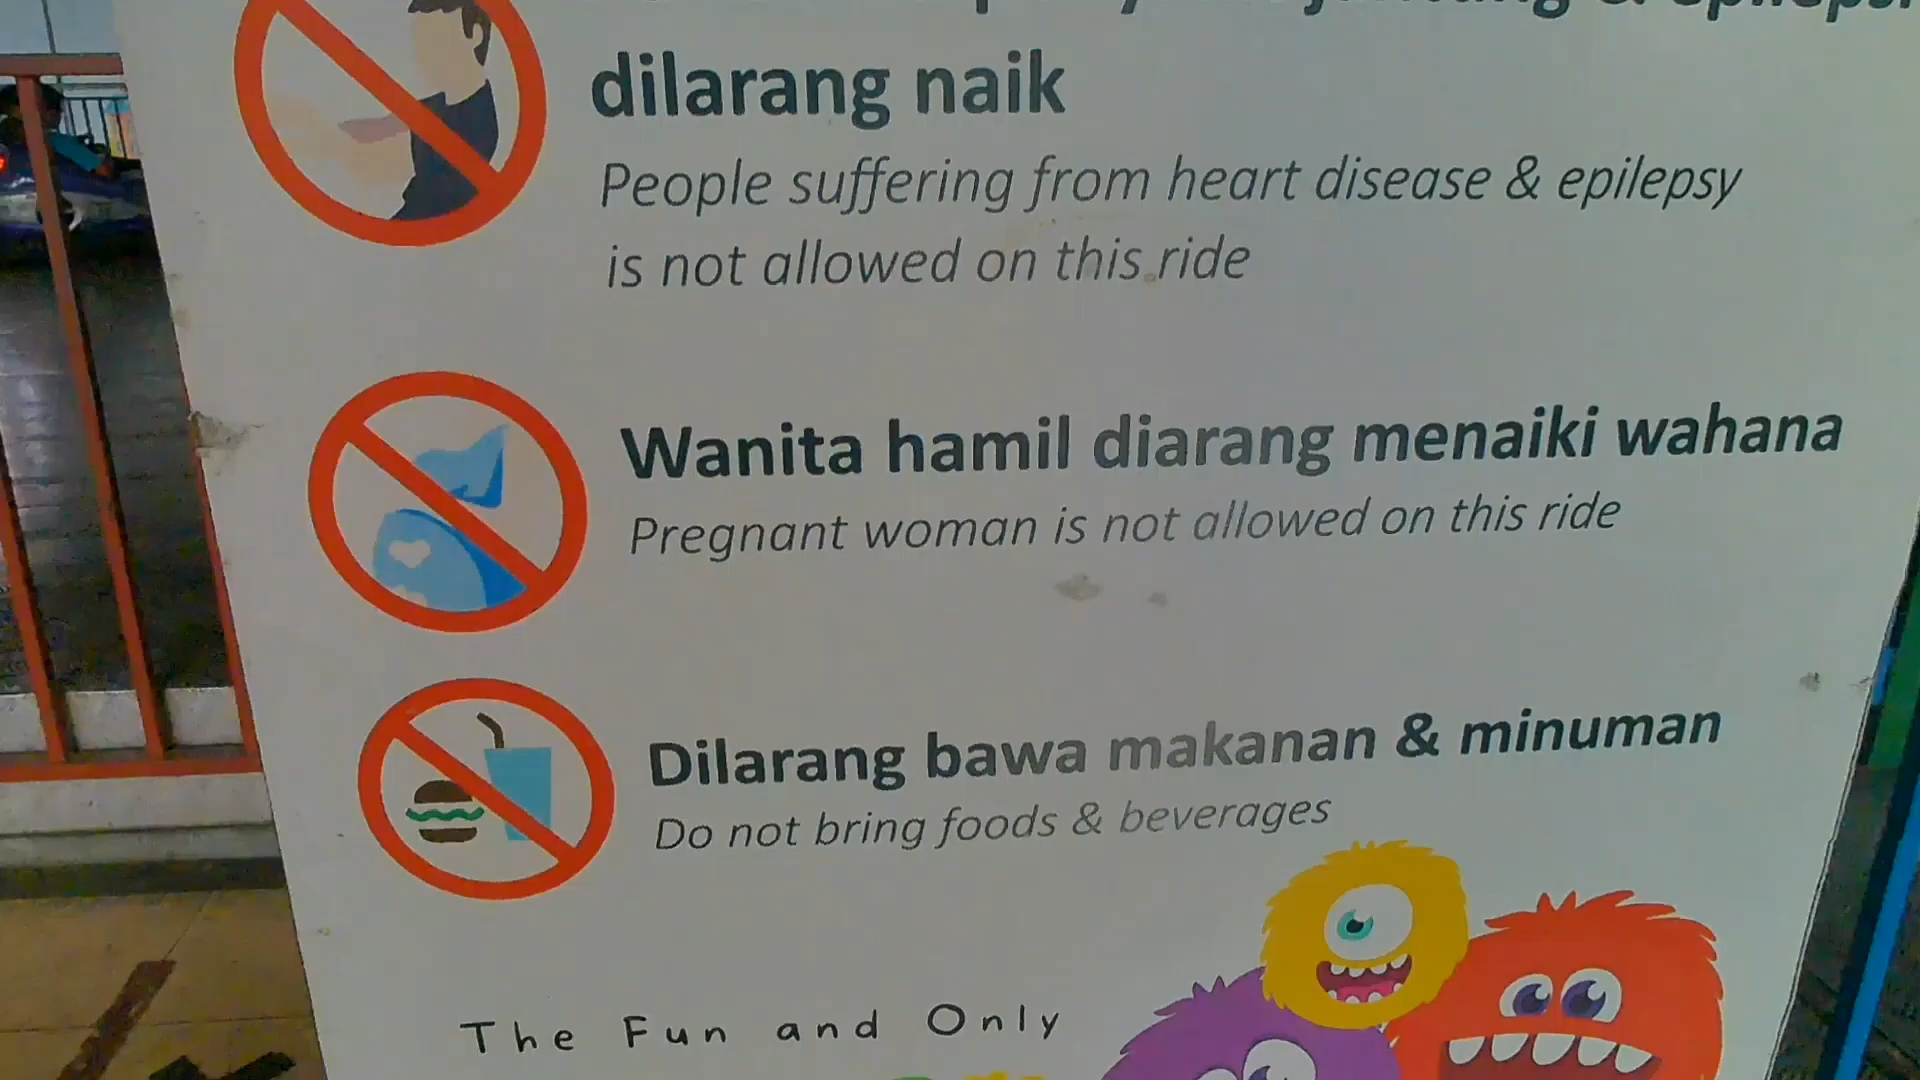 dilarang naik
People suffering from heart disease & epilepsy
is not allowed on this ride
Wanita hamil diarang menaiki wahana
Pregnant woman is not allowed on this ride
Dilarang bawa makanan & minuman
Do not bring foods & beverages
The Fun and Only